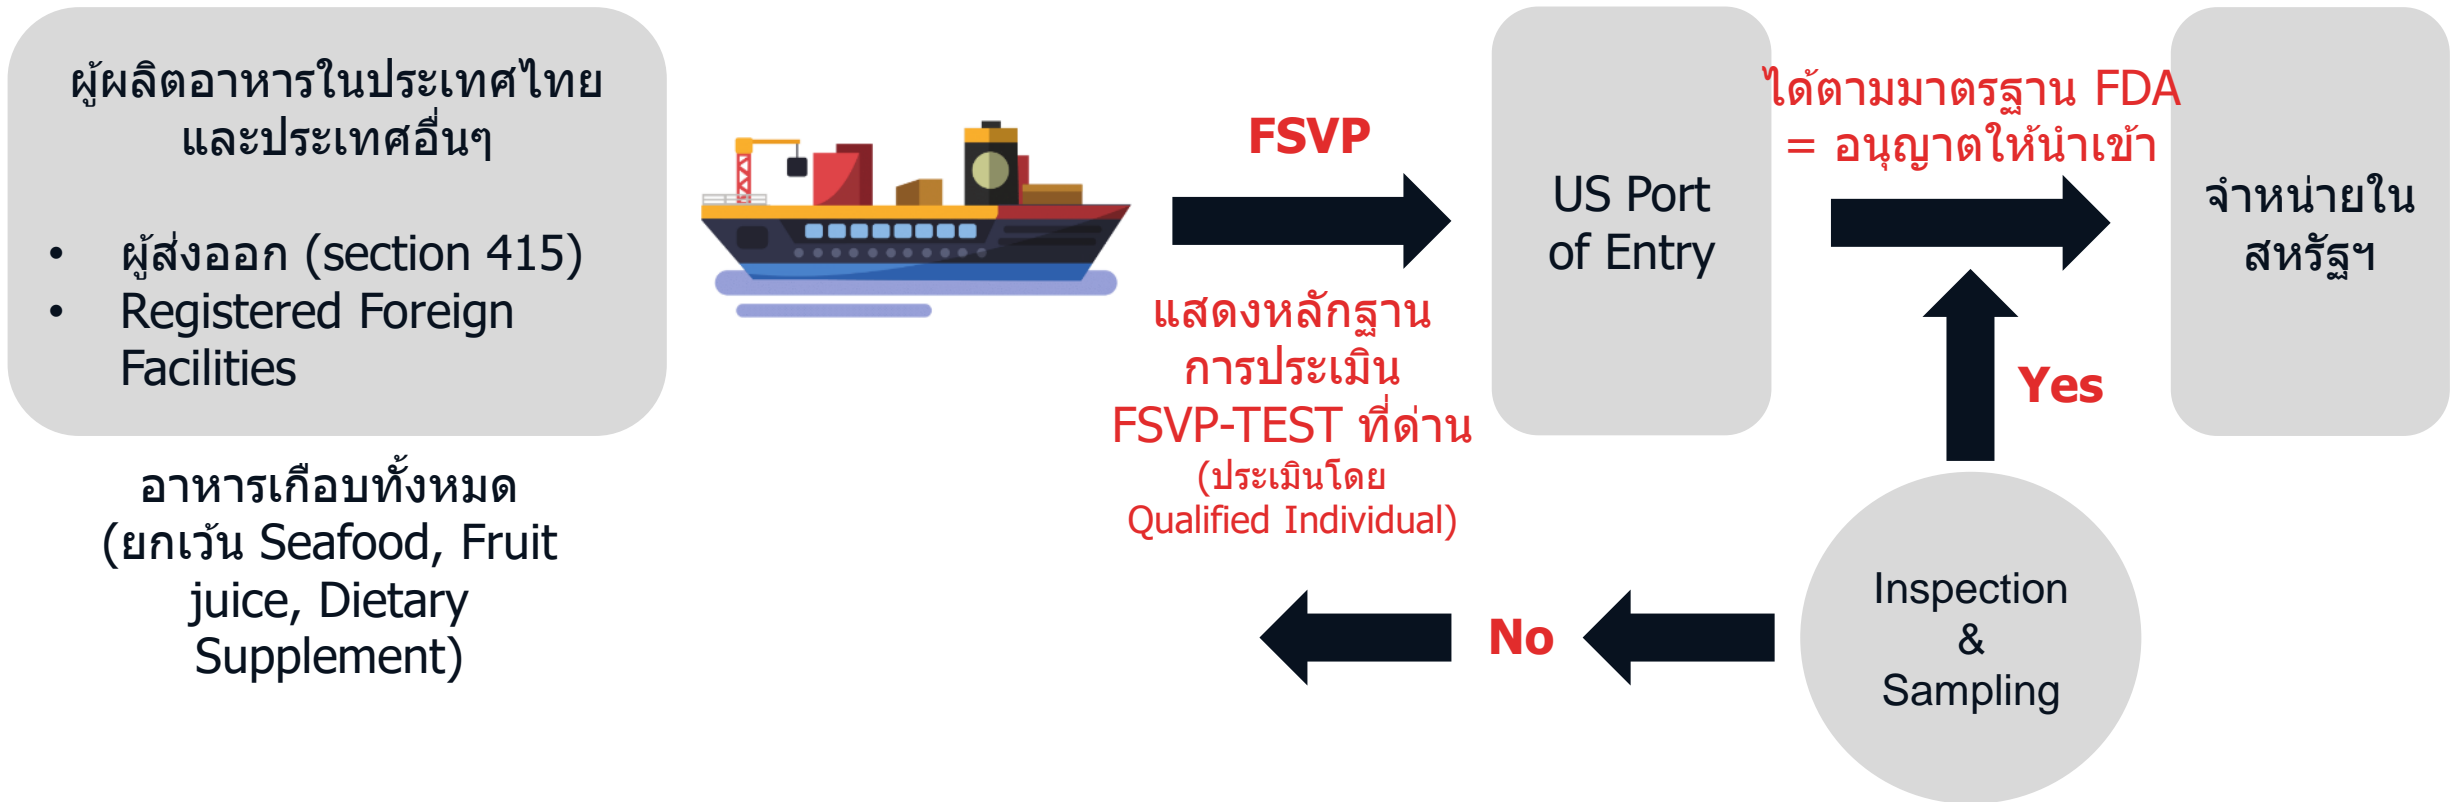 ผู้ผลิตอาหารในประเทศไทย
และประเทศอื่นๆ
• ผู้ส่งออก (section 415)
• Registered Foreign
Facilities
อาหารเกือบทั้งหมด
(ยกเว้น Seafood, Fruit
juice, Dietary
Supplement)
FSVP
แสดงหลักฐาน
การประเมิน
FSVP-TEST ที่ด่าน
(ประเมินโดย
Qualified Individual)
US Port
of Entry
ได้ตามมาตรฐาน FDA
= อนุญาตให้นำเข้า
จำหน่ายใน
สหรัฐฯ
Yes
Inspection
&
Sampling
No